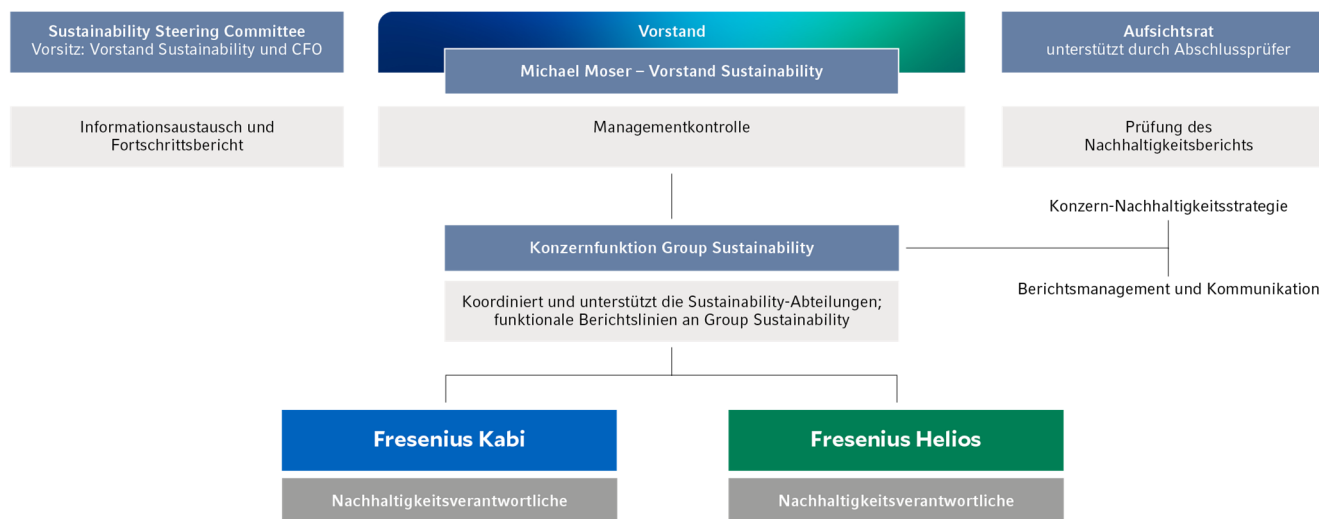 Sustainability Steering Committee
Vorsitz: Vorstand Sustainability und CFO
Vorstand
Michael Moser – Vorstand Sustainability
Aufsichtsrat
unterstützt durch Abschlussprüfer
Informationsaustausch und
Fortschrittsbericht
Managementkontrolle
Prüfung des
Nachhaltigkeitsberichts
Konzern-Nachhaltigkeitsstrategie
Konzernfunktion Group Sustainability
Berichtsmanagement und Kommunikation
Koordiniert und unterstützt die Sustainability-Abteilungen;
funktionale Berichtslinien an Group Sustainability
Fresenius Kabi
Fresenius Helios
Nachhaltigkeitsverantwortliche
Nachhaltigkeitsverantwortliche